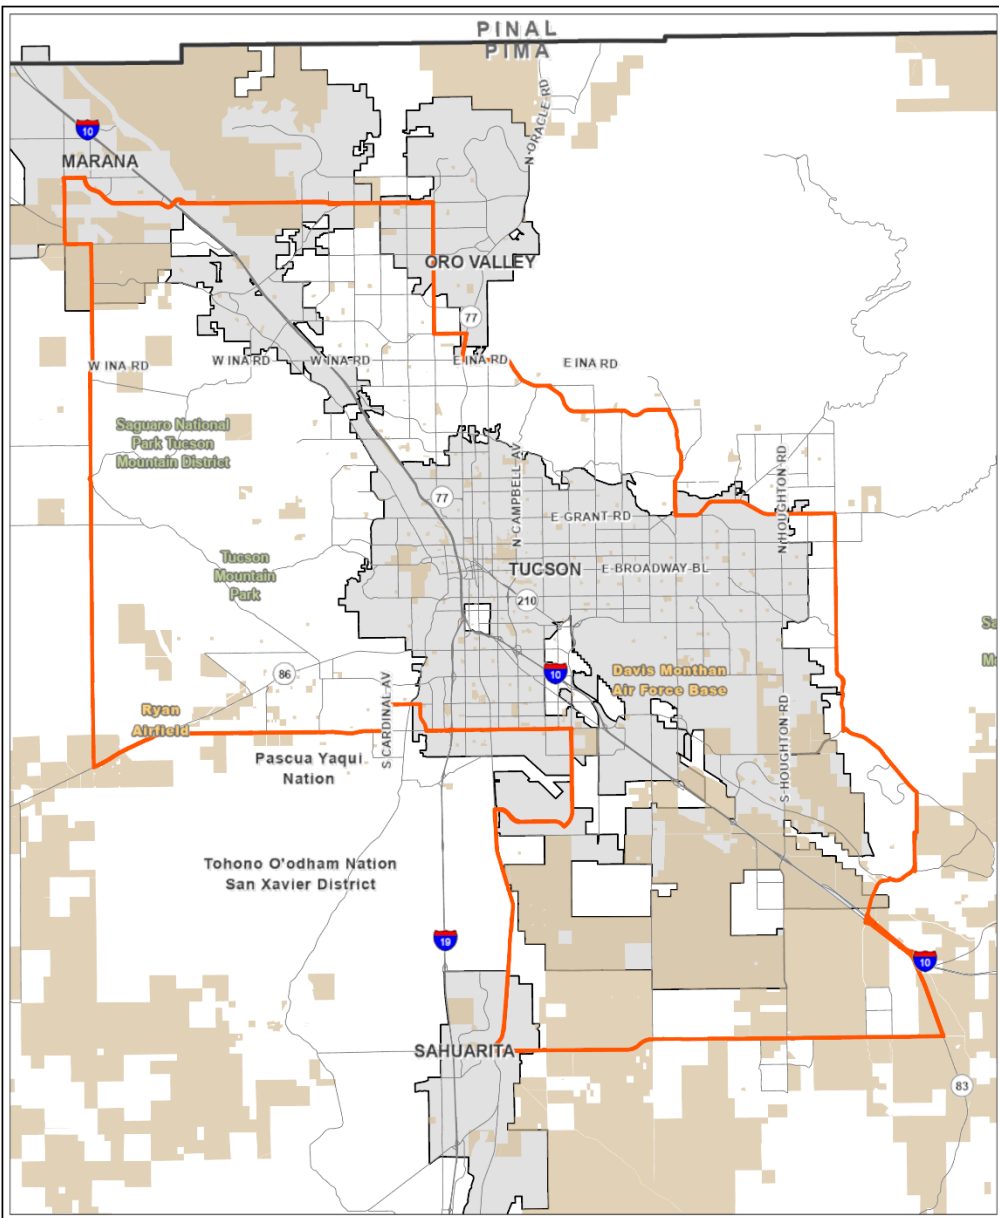 PINAL
PIMA
N ORACLE RD
10
MARANA
ORO VALLEY
77
W INA RD
W INA RD
W INA RD
E INA RD
E INA RD
Saguaro National
Park Tucson
Mountain District
N CAMPBELL AV
N HOUGHTON RD
77
E GRANT RD
Tucson
Mountain
Park
TUCSON
E BROADWAY BL
210
86
10
Davis Monthan
Air Force Base
S CARDINAL AV
S HOUGHTON RD
Ryan
Airfield
Pascua Yaqui
Nation
Tohono O'odham Nation
San Xavier District
19
10
SAHUARITA
83